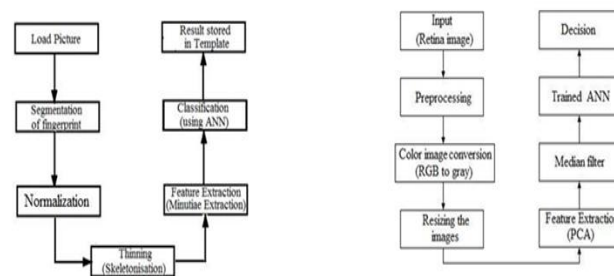 Load Picture
Segmentation
of fingerprint
Normalization
Thinning
(Skeletonisation)
Feature Extraction
(Minutiae Extraction)
Classification
(using ANN)
Result stored
in Template
Input
(Retina image)
Preprocessing
Color image conversion
(RGB to gray)
Resizing the
images
Feature Extraction
(PCA)
Median filter
Trained ANN
Decision